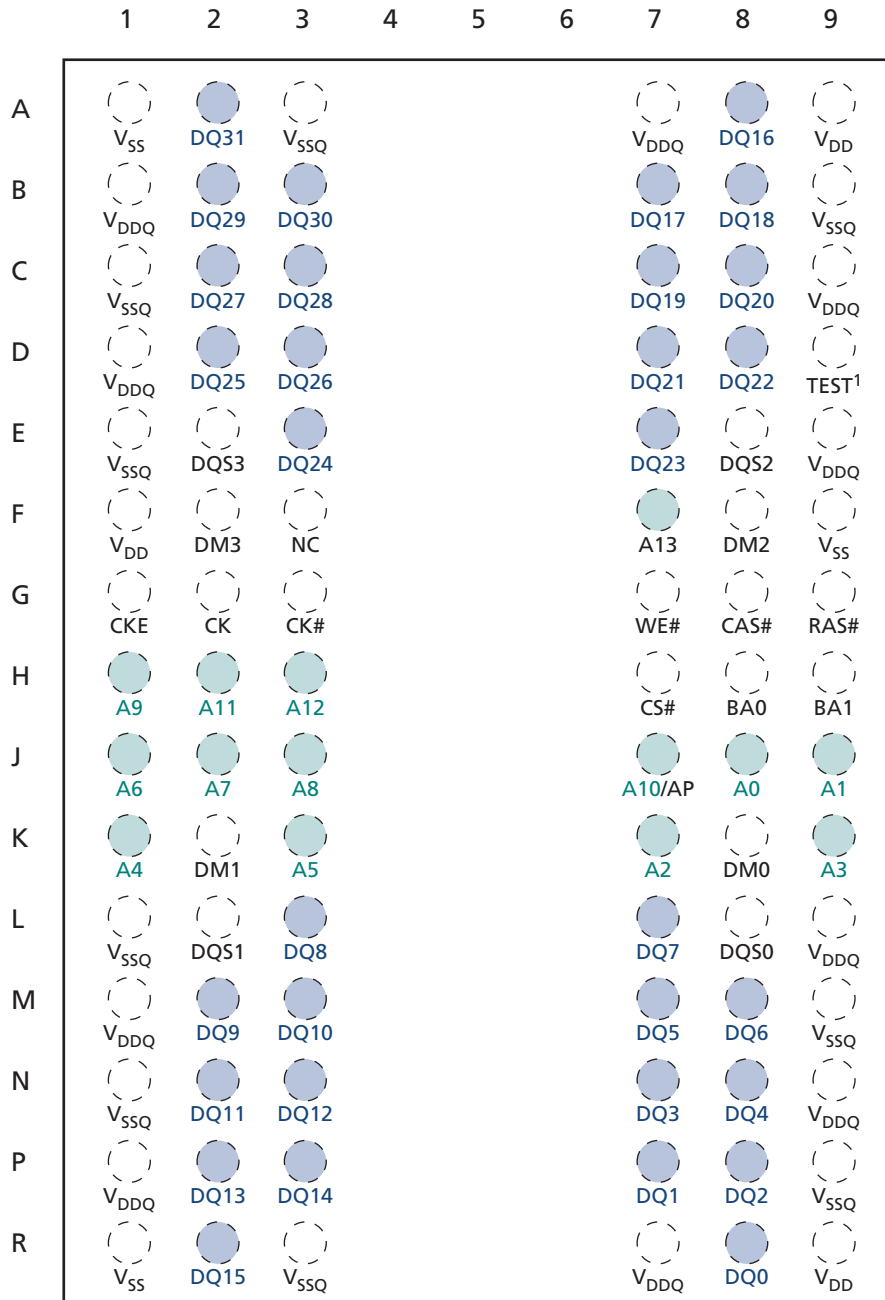 1 2 3 4 5 6 7 8 9
A
VSS DQ31 VSSQ VDDQ DQ16 VDD
B
VDDQ DQ29 DQ30 DQ17 DQ18 VSSQ
C
VSSQ DQ27 DQ28 DQ19 DQ20 VDDQ
D
VDDQ DQ25 DQ26 DQ21 DQ22 TEST1
E
VSSQ DQS3 DQ24 DQ23 DQS2 VDDQ
F
VDD DM3 NC A13 DM2 VSS
G
CKE CK CK# WE# CAS# RAS#
H
A9 A11 A12 CS# BA0 BA1
J
A6 A7 A8 A10/AP A0 A1
K
A4 DM1 A5 A2 DM0 A3
L
VSSQ DQS1 DQ8 DQ7 DQS0 VDDQ
M
VDDQ DQ9 DQ10 DQ5 DQ6 VSSQ
N
VSSQ DQ11 DQ12 DQ3 DQ4 VDDQ
P
VDDQ DQ13 DQ14 DQ1 DQ2 VSSQ
R
VSS DQ15 VSSQ VDDQ DQ0 VDD